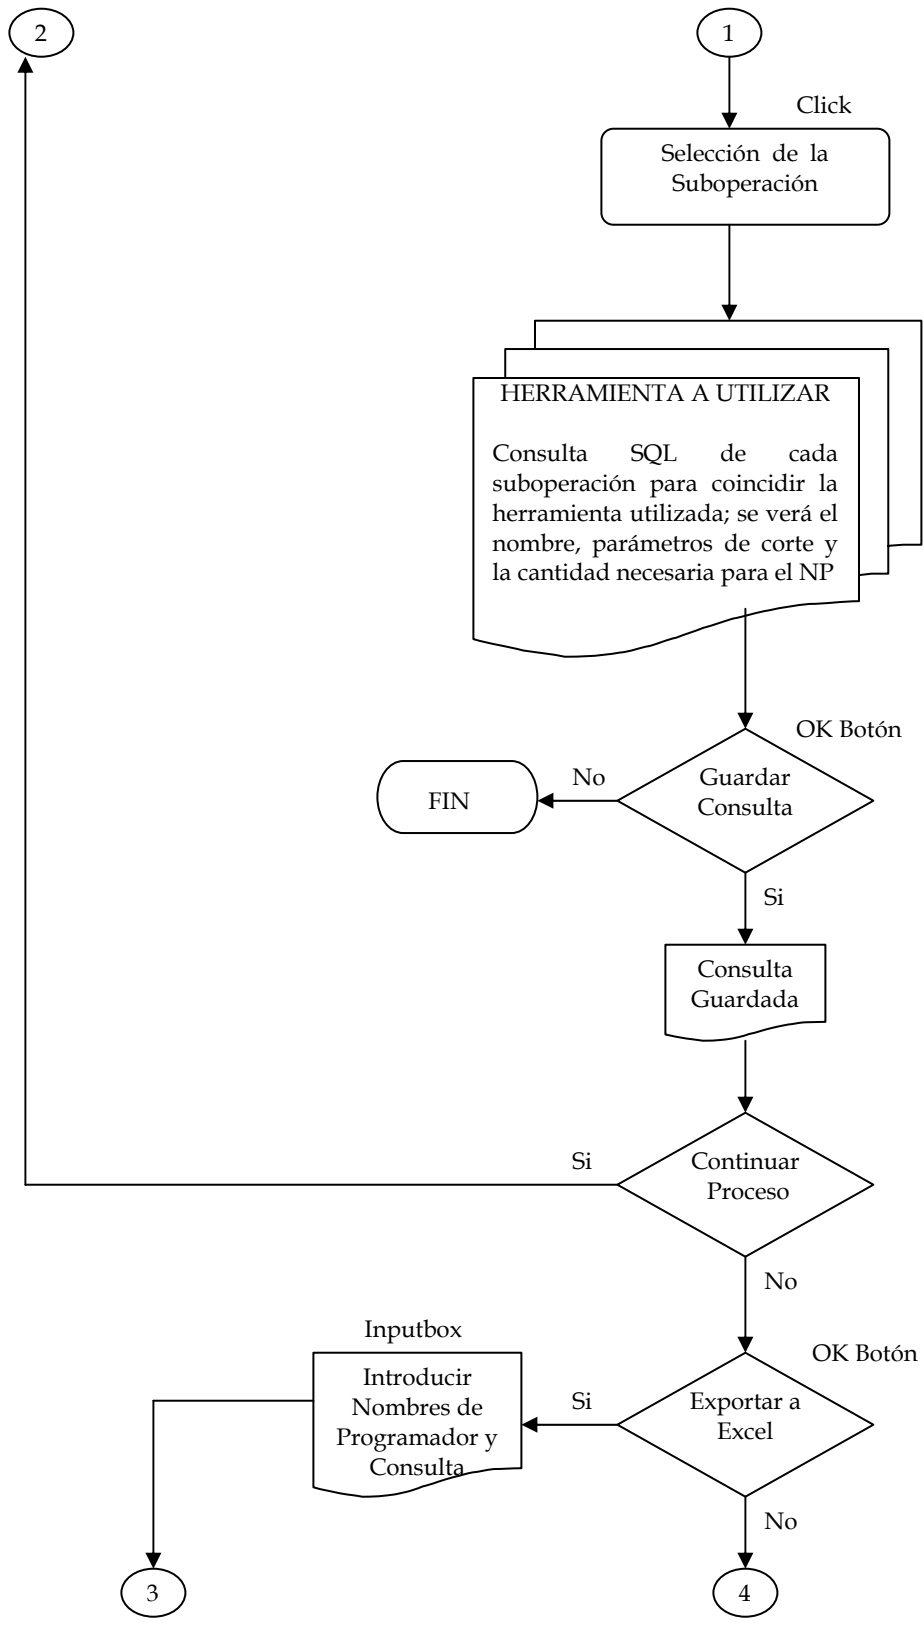 2
1
Click
Selección de la
Suboperación
HERRAMIENTA A UTILIZAR
Consulta SQL de cada
suboperación para coincidir la
herramienta utilizada; se verá el
nombre, parámetros de corte y
la cantidad necesaria para el NP
OK Botón
Guardar
Consulta
No
FIN
Si
Consulta
Guardada
Si
Continuar
Proceso
No
Inputbox
OK Botón
Introducir
Nombres de
Programador y
Consulta
Si
Exportar a
Excel
No
3
4